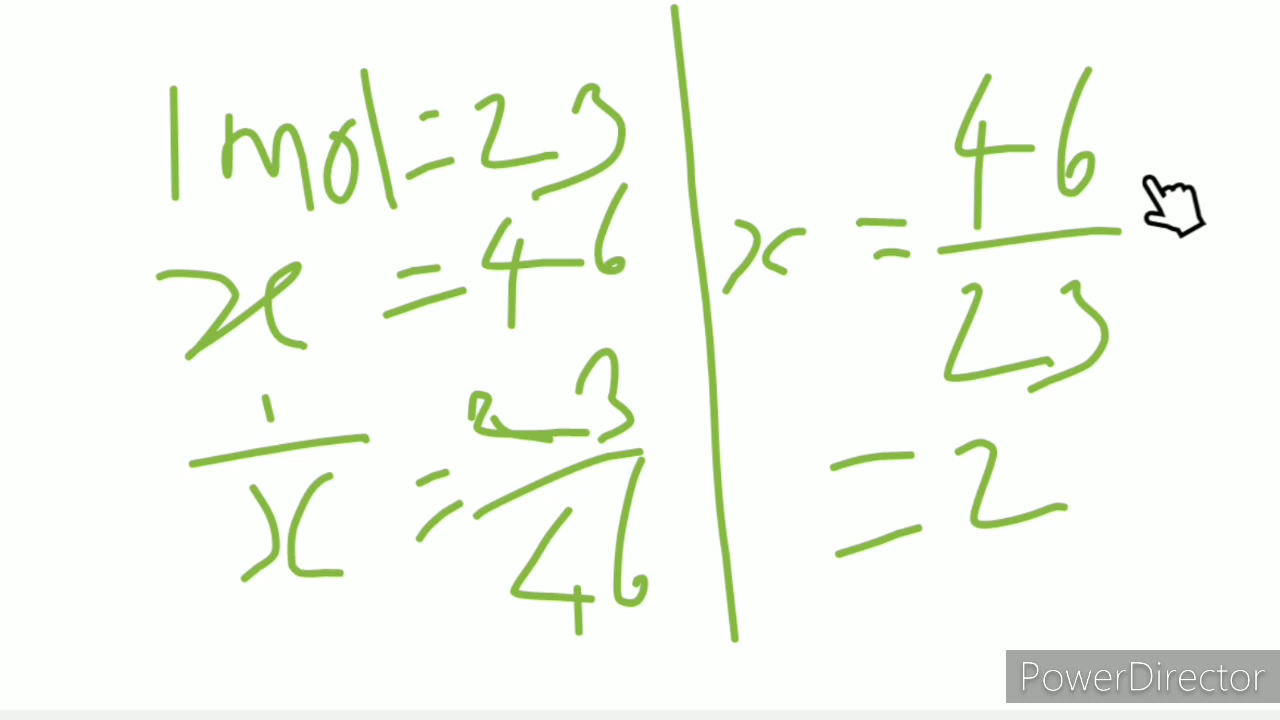 1 mol = 23
x = 46
1/x = 23/46
x = 46/23
= 2
PowerDirector